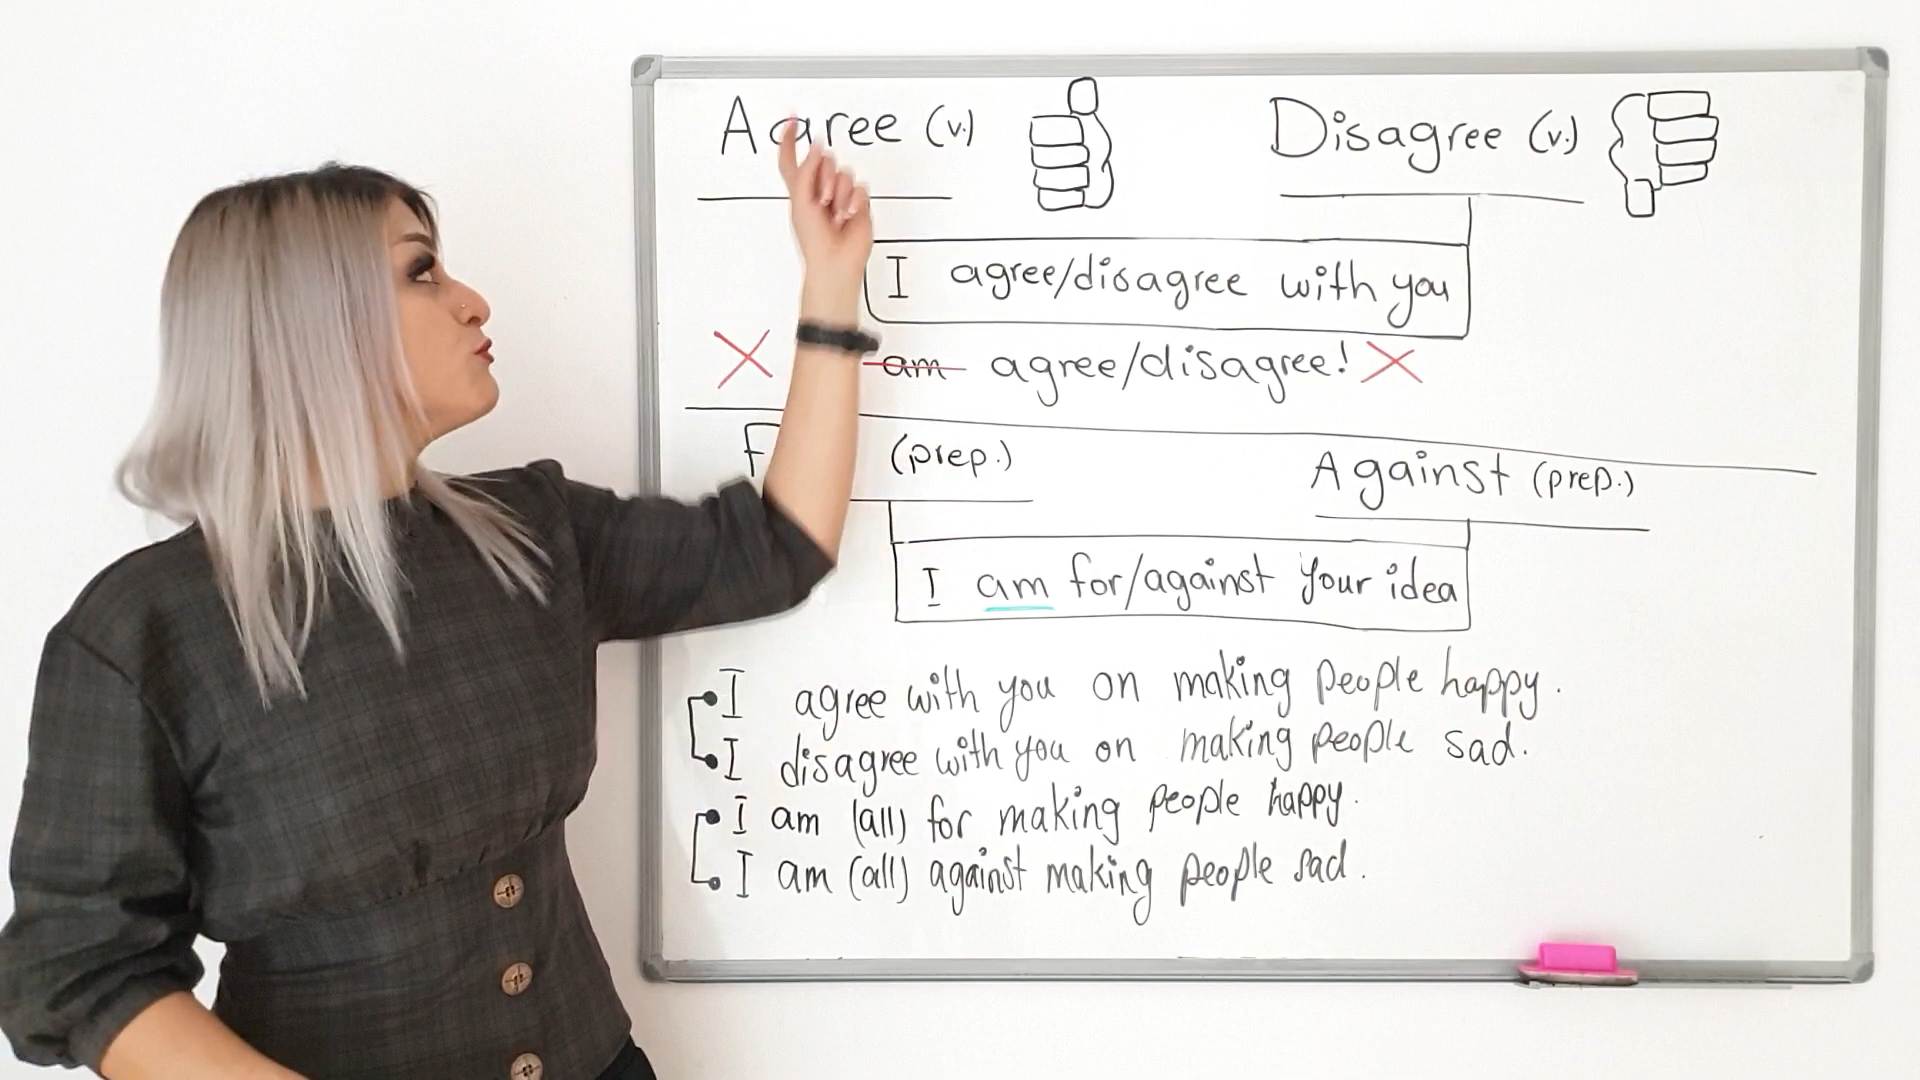 Agree (v.)
Disagree (v.)
I agree/disagree with you
am agree/disagree!
(prep.)
Against (prep.)
I am for/against your idea
I agree with you on making people happy.
I disagree with you on making people sad.
I am (all) for making people happy.
I am (all) against making people sad.